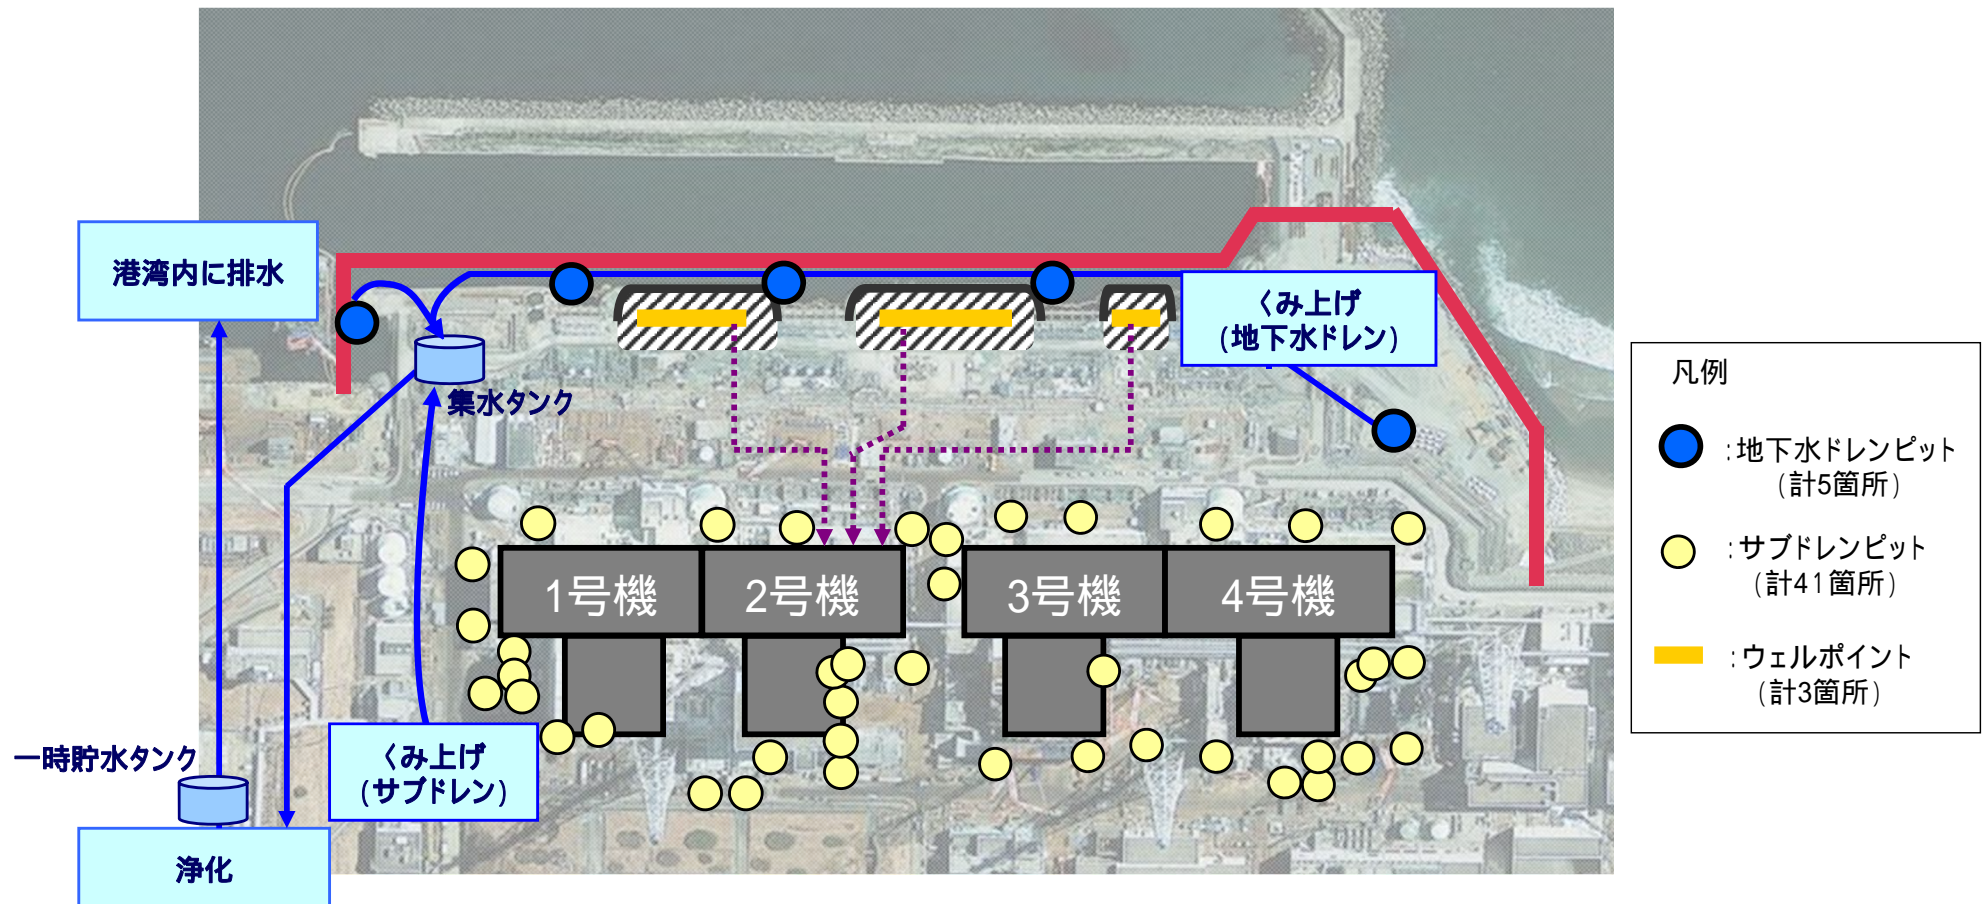 港湾内に排水
くみ上げ
(地下水ドレン)
集水タンク
凡例
:地下水ドレンピット
(計5箇所)
:サブドレンピット
(計41箇所)
:ウェルポイント
(計3箇所)
1号機
2号機
3号機
4号機
一時貯水タンク
くみ上げ
(サブドレン)
浄化